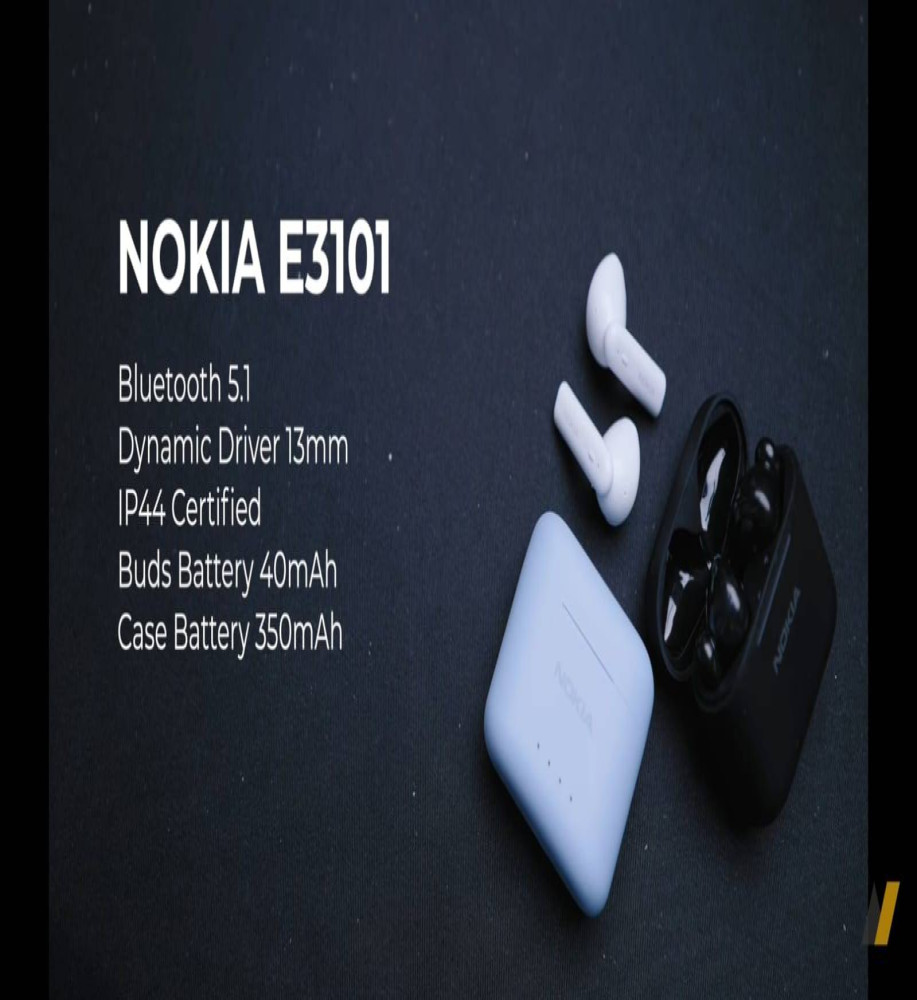 NOKIA E3101
Bluetooth 5.1
Dynamic Driver 13mm
IP44 Certified
Buds Battery 40mAh
Case Battery 350mAh
NOKIA
NOKIA